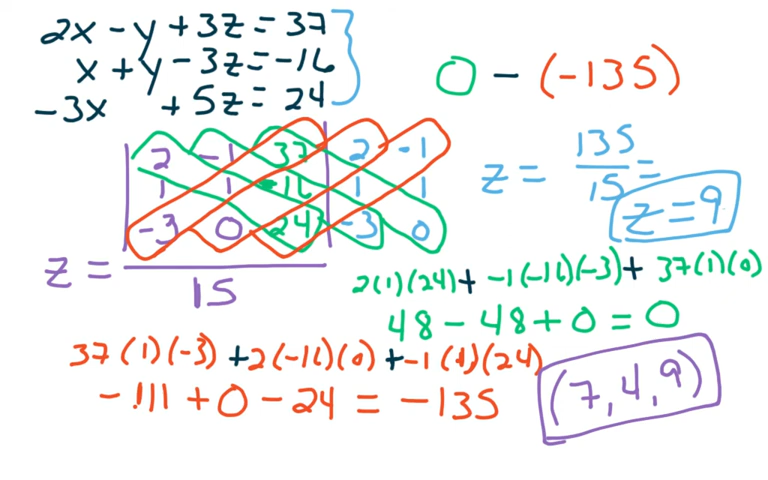 2x - y + 3z = 37
x + y - 3z = -16
-3x + 5z = 24
0 - (-135)
2 -1 37 2 -1
1 1 -16 1 1
-3 0 24 -3 0
z =
15
z = 135/15 =
z = 9
2(1)(24) + -1(-16)(-3) + 37(1)(0)
48 - 48 + 0 = 0
37(1)(-3) + 2(-16)(0) + -1(1)(24)
-111 + 0 - 24 = -135
(7, 4, 9)